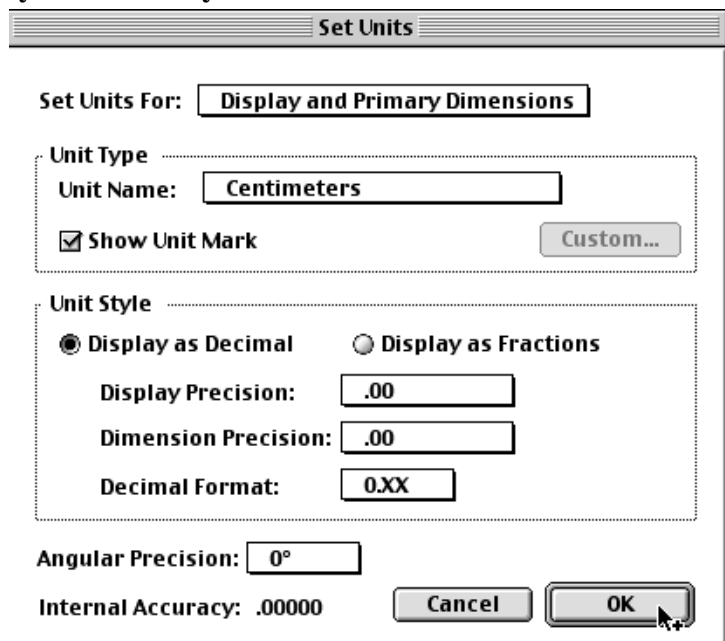 Set Units
Set Units For: Display and Primary Dimensions
Unit Type
Unit Name: Centimeters
Show Unit Mark Custom...
Unit Style
Display as Decimal Display as Fractions
Display Precision: .00
Dimension Precision: .00
Decimal Format: 0.XX
Angular Precision: 0°
Internal Accuracy: .00000 Cancel OK